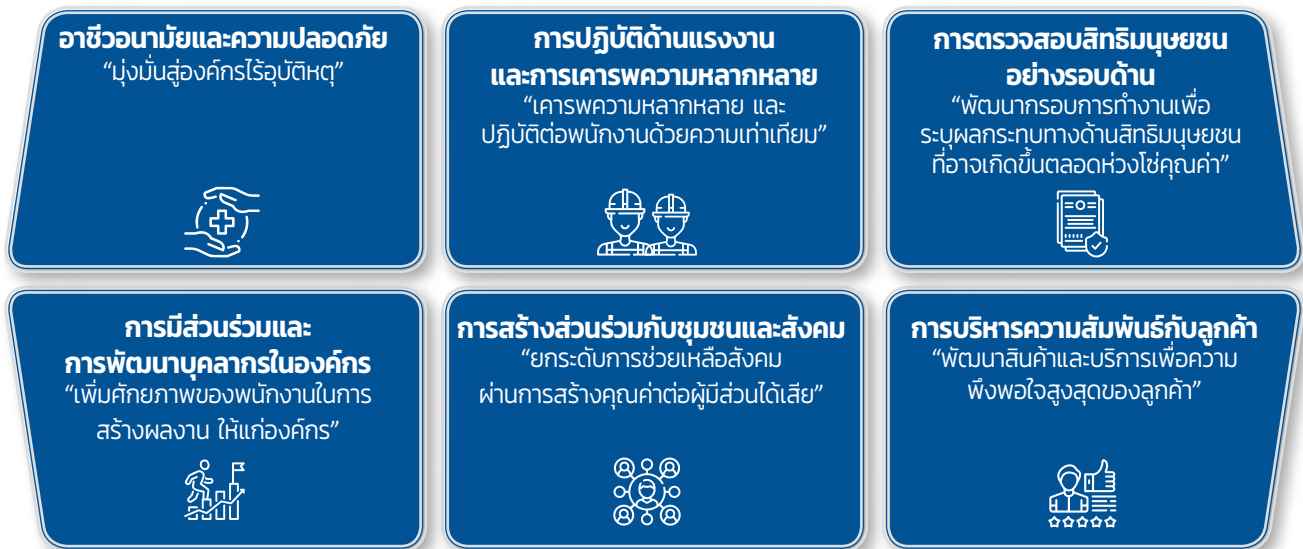 อาชีวอนามัยและความปลอดภัย
“มุ่งมั่นสู่องค์กรไร้อุบัติหตุ”
การปฏิบัติด้านแรงงาน
และการเคารพความหลากหลาย
“เคารพความหลากหลาย และ
ปฏิบัติต่อพนักงานด้วยความเท่าเทียม”
การตรวจสอบสิทธิมนุษยชน
อย่างรอบด้าน
“พัฒนากรอบการทำงานเพื่อ
ระบุผลกระทบทางด้านสิทธิมนุษยชน
ที่อาจเกิดขึ้นตลอดห่วงโซ่คุณค่า”
การมีส่วนร่วมและ
การพัฒนาบุคลากรในองค์กร
“เพิ่มศักยภาพของพนักงานในการ
สร้างผลงาน ให้แก่องค์กร”
การสร้างส่วนร่วมกับชุมชนและสังคม
“ยกระดับการช่วยเหลือสังคม
ผ่านการสร้างคุณค่าต่อผู้มีส่วนได้เสีย”
การบริหารความสัมพันธ์กับลูกค้า
“พัฒนาสินค้าและบริการเพื่อความ
พึงพอใจสูงสุดของลูกค้า”